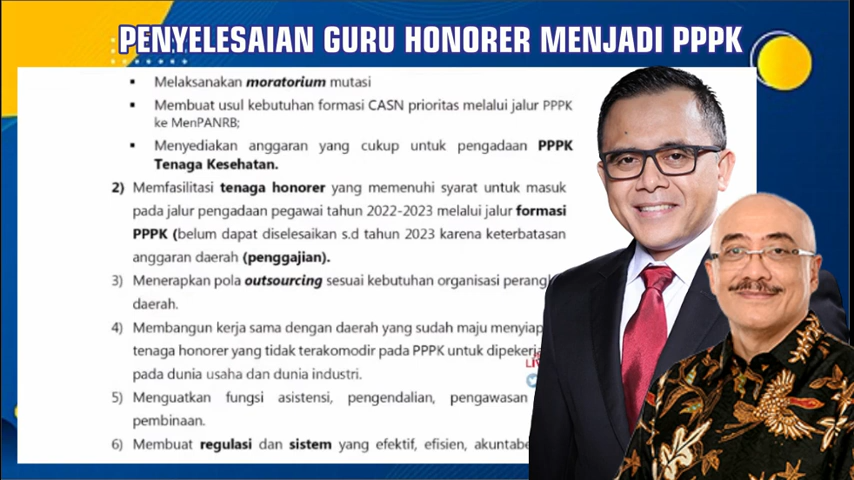 PENYELESAIAN GURU HONORER MENJADI PPPK
▪ Melaksanakan moratorium mutasi
▪ Membuat usul kebutuhan formasi CASN prioritas melalui jalur PPPK
ke MenPANRB;
▪ Menyediakan anggaran yang cukup untuk pengadaan PPPK
Tenaga Kesehatan.
2) Memfasilitasi tenaga honorer yang memenuhi syarat untuk masuk
pada jalur pengadaan pegawai tahun 2022-2023 melalui jalur formasi
PPPK (belum dapat diselesaikan s.d tahun 2023 karena keterbatasan
anggaran daerah (penggajian).
3) Menerapkan pola outsourcing sesuai kebutuhan organisasi
daerah.
4) Membangun kerja sama dengan daerah yang sudah maju
tenaga honorer yang tidak terakomodir pada PPPK untuk
pada dunia usaha dan dunia industri.
5) Menguatkan fungsi asistensi, pengendalian, pengawasan
pembinaan.
6) Membuat regulasi dan sistem yang efektif, efisien,